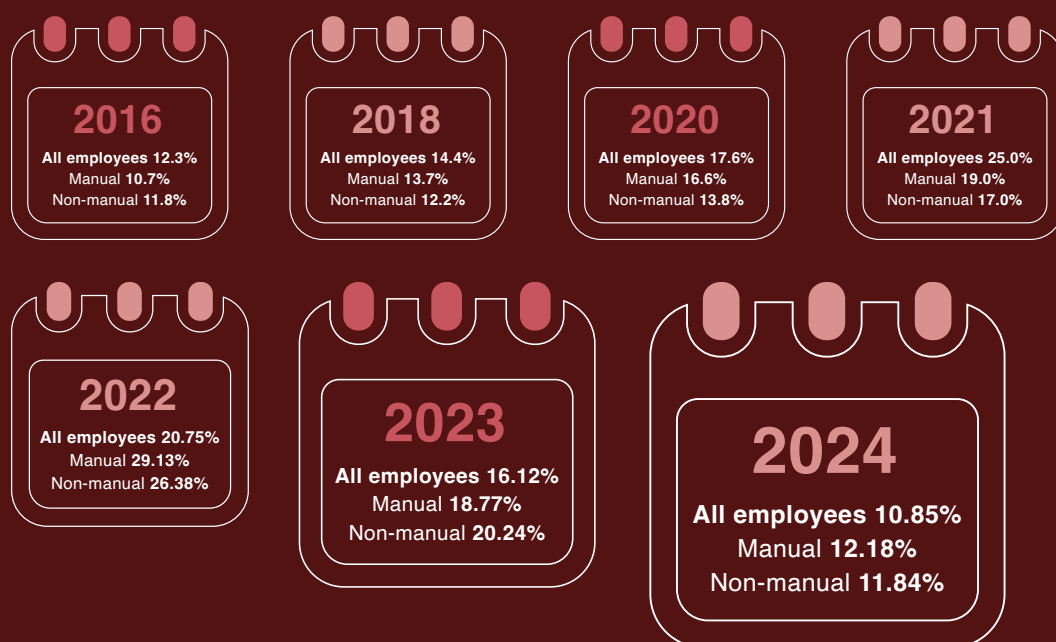 2016
All employees 12.3%
Manual 10.7%
Non-manual 11.8%
2018
All employees 14.4%
Manual 13.7%
Non-manual 12.2%
2020
All employees 17.6%
Manual 16.6%
Non-manual 13.8%
2021
All employees 25.0%
Manual 19.0%
Non-manual 17.0%
2022
All employees 20.75%
Manual 29.13%
Non-manual 26.38%
2023
All employees 16.12%
Manual 18.77%
Non-manual 20.24%
2024
All employees 10.85%
Manual 12.18%
Non-manual 11.84%